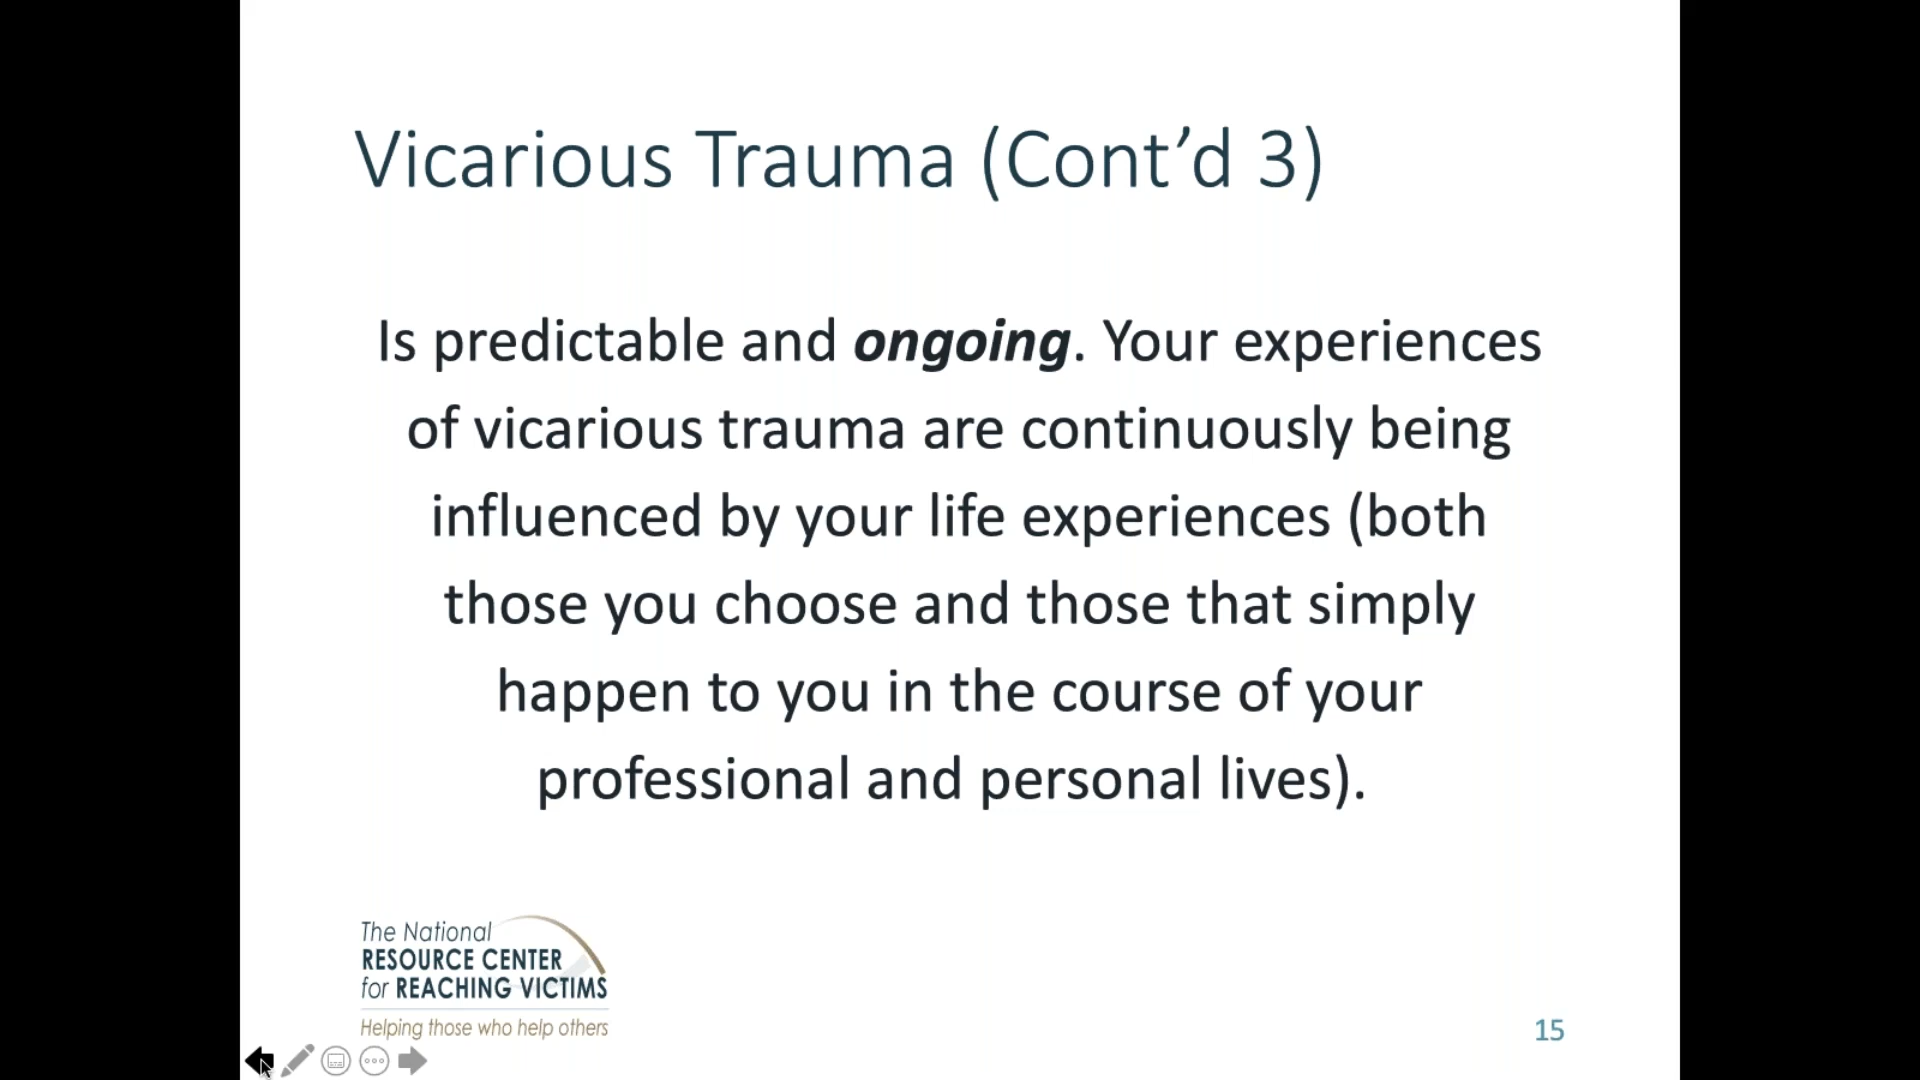 Vicarious Trauma (Cont’d 3)
Is predictable and ongoing. Your experiences
of vicarious trauma are continuously being
influenced by your life experiences (both
those you choose and those that simply
happen to you in the course of your
professional and personal lives).
The National
RESOURCE CENTER
for REACHING VICTIMS
Helping those who help others
15